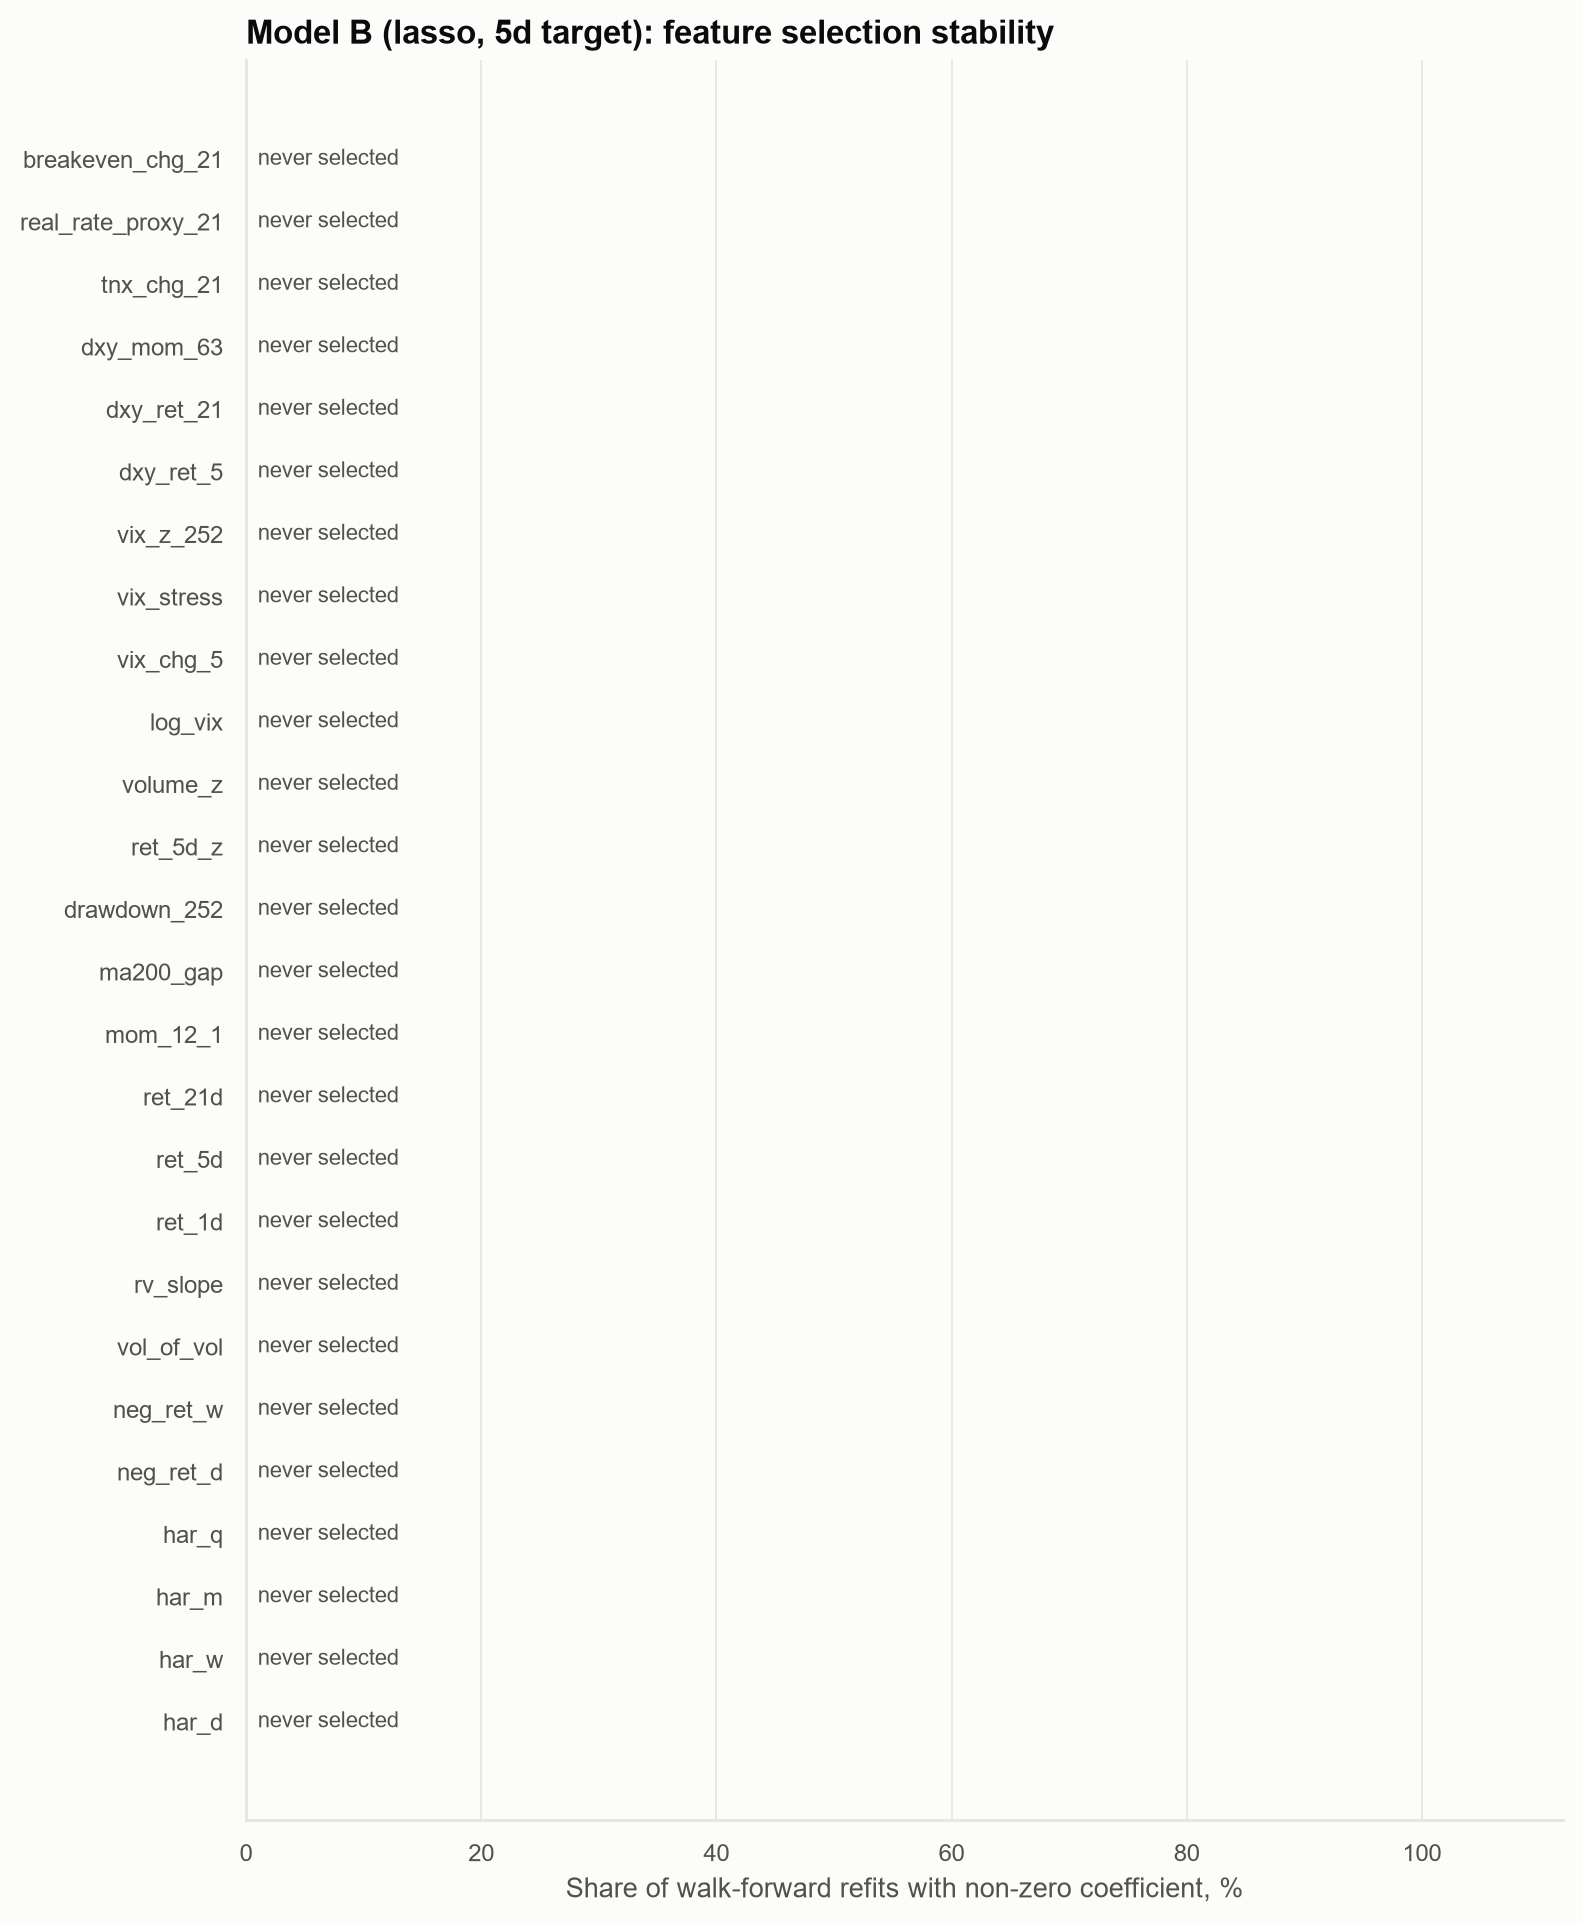 Model B (lasso, 5d target): feature selection stability
breakeven_chg_21 never selected
real_rate_proxy_21 never selected
tnx_chg_21 never selected
dxy_mom_63 never selected
dxy_ret_21 never selected
dxy_ret_5 never selected
vix_z_252 never selected
vix_stress never selected
vix_chg_5 never selected
log_vix never selected
volume_z never selected
ret_5d_z never selected
drawdown_252 never selected
ma200_gap never selected
mom_12_1 never selected
ret_21d never selected
ret_5d never selected
ret_1d never selected
rv_slope never selected
vol_of_vol never selected
neg_ret_w never selected
neg_ret_d never selected
har_q never selected
har_m never selected
har_w never selected
har_d never selected
0 20 40 60 80 100
Share of walk-forward refits with non-zero coefficient, %